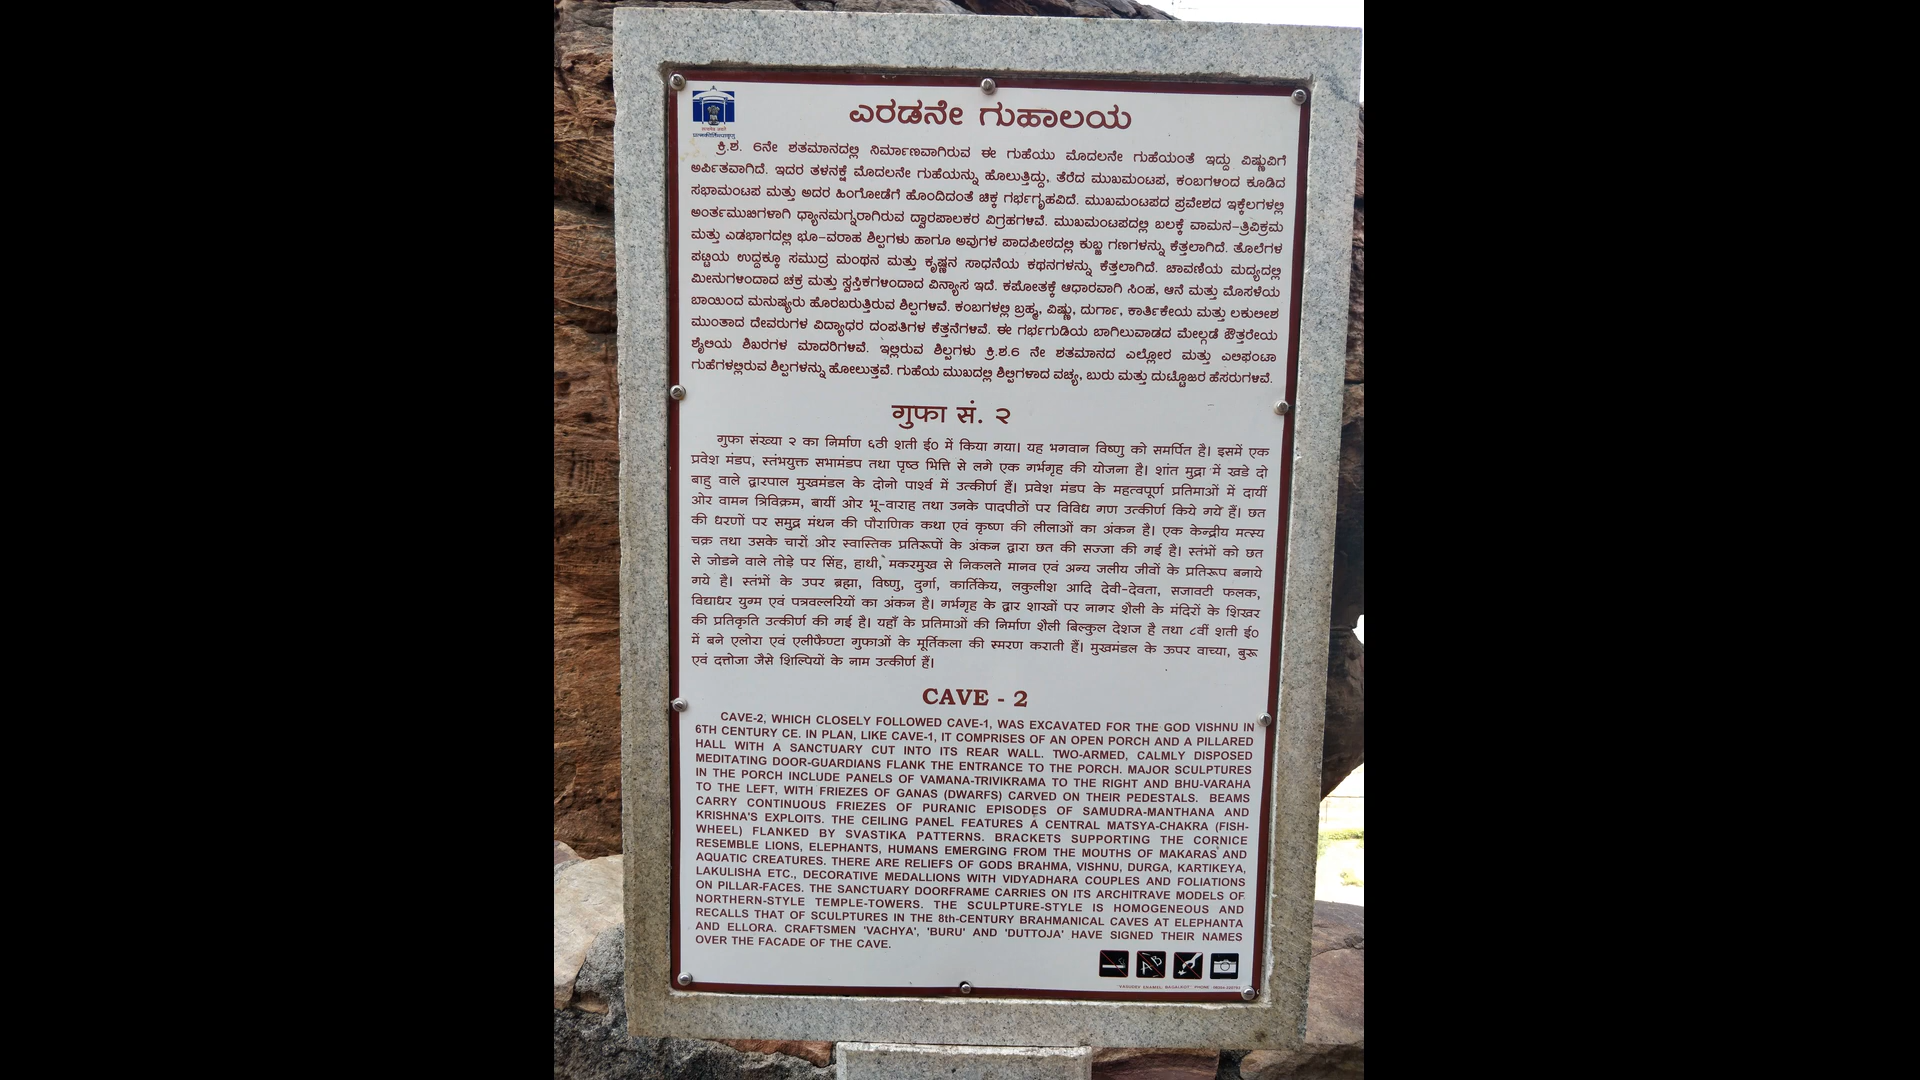 ಎರಡನೇ ಗುಹಾಲಯ
ಕ್ರಿ.ಶ. 6ನೇ ಶತಮಾನದಲ್ಲಿ ನಿರ್ಮಾಣವಾಗಿರುವ ಈ ಗುಹೆಯು ಮೊದಲನೇ ಗುಹೆಯಂತೆ ಇದ್ದು ವಿಷ್ಣುವಿಗೆ
ಅರ್ಪಿತವಾಗಿದೆ. ಇದರ ತಳನಕ್ಷೆ ಮೊದಲನೇ ಗುಹೆಯನ್ನು ಹೋಲುತ್ತಿದ್ದು, ತೆರೆದ ಮುಖಮಂಟಪ, ಕಂಬಗಳಿಂದ ಕೂಡಿದ
ಸಭಾಮಂಟಪ ಮತ್ತು ಅದರ ಹಿಂಗೋಡೆಗೆ ಹೊಂದಿದಂತೆ ಚಿಕ್ಕ ಗರ್ಭಗೃಹವಿದೆ. ಮುಖಮಂಟಪದ ಪ್ರವೇಶದ ಇಕ್ಕೆಲಗಳಲ್ಲಿ
ಅಂರ್ತಮುಖಿಗಳಾಗಿ ಧ್ಯಾನಮಗ್ನರಾಗಿರುವ ದ್ವಾರಪಾಲಕರ ವಿಗ್ರಹಗಳಿವೆ. ಮುಖಮಂಟಪದಲ್ಲಿ ಬಲಕ್ಕೆ ವಾಮನ-ತ್ರಿವಿಕ್ರಮ
ಮತ್ತು ಎಡಭಾಗದಲ್ಲಿ ಭೂ-ವರಾಹ ಶಿಲ್ಪಗಳು ಹಾಗೂ ಅವುಗಳ ಪಾದಪೀಠದಲ್ಲಿ ಕುಬ್ಜ ಗಣಗಳನ್ನು ಕೆತ್ತಲಾಗಿದೆ. ತೊಲೆಗಳ
ಪಟ್ಟಿಯ ಉದ್ದಕ್ಕೂ ಸಮುದ್ರ ಮಂಥನ ಮತ್ತು ಕೃಷ್ಣನ ಸಾಧನೆಯ ಕಥನಗಳನ್ನು ಕೆತ್ತಲಾಗಿದೆ. ಚಾವಣಿಯ ಮಧ್ಯದಲ್ಲಿ
ಮೀನುಗಳಿಂದಾದ ಚಕ್ರ ಮತ್ತು ಸ್ವಸ್ತಿಕಗಳಿಂದಾದ ವಿನ್ಯಾಸ ಇದೆ. ಕಪೋತಕ್ಕೆ ಆಧಾರವಾಗಿ ಸಿಂಹ, ಆನೆ ಮತ್ತು ಮೊಸಳೆಯ
ಬಾಯಿಂದ ಮನುಷ್ಯರು ಹೊರಬರುತ್ತಿರುವ ಶಿಲ್ಪಗಳಿವೆ. ಕಂಬಗಳಲ್ಲಿ ಬ್ರಹ್ಮ, ವಿಷ್ಣು, ದುರ್ಗಾ, ಕಾರ್ತಿಕೇಯ ಮತ್ತು ಲಕುಲೀಶ
ಮುಂತಾದ ದೇವರುಗಳ ವಿದ್ಯಾಧರ ದಂಪತಿಗಳ ಕೆತ್ತನೆಗಳಿವೆ. ಈ ಗರ್ಭಗುಡಿಯ ಬಾಗಿಲುವಾಡದ ಮೇಲ್ಗಡೆ ಔತ್ತರೇಯ
ಶೈಲಿಯ ಶಿಖರಗಳ ಮಾದರಿಗಳಿವೆ. ಇಲ್ಲಿರುವ ಶಿಲ್ಪಗಳು ಕ್ರಿ.ಶ.6 ನೇ ಶತಮಾನದ ಎಲ್ಲೋರ ಮತ್ತು ಎಲಿಫಂಟಾ
ಗುಹೆಗಳಲ್ಲಿರುವ ಶಿಲ್ಪಗಳನ್ನು ಹೋಲುತ್ತವೆ. ಗುಹೆಯ ಮುಖದಲ್ಲಿ ಶಿಲ್ಪಿಗಳಾದ ವಚ್ಯ, ಬುರು ಮತ್ತು ದುಟ್ಟೊಜರ ಹೆಸರುಗಳಿವೆ.
गुफा सं. २
गुफा संख्या २ का निर्माण ६ठी शती ई० में किया गया। यह भगवान विष्णु को समर्पित है। इसमें एक
प्रवेश मंडप, स्तंभयुक्त सभामंडप तथा पृष्ठ भित्ति से लगे एक गर्भगृह की योजना है। शांत मुद्रा में खडे दो
बाहु वाले द्वारपाल मुखमंडल के दोनो पार्श्व में उत्कीर्ण हैं। प्रवेश मंडप के महत्वपूर्ण प्रतिमाओं में दायीं
ओर वामन त्रिविक्रम, बायीं ओर भू-वाराह तथा उनके पादपीठों पर विविध गण उत्कीर्ण किये गये हैं। छत
की धरणों पर समुद्र मंथन की पौराणिक कथा एवं कृष्ण की लीलाओं का अंकन है। एक केन्द्रीय मत्स्य
चक्र तथा उसके चारों ओर स्वास्तिक प्रतिरूपों के अंकन द्वारा छत की सज्जा की गई है। स्तंभों को छत
से जोडने वाले तोड़े पर सिंह, हाथी, मकरमुख से निकलते मानव एवं अन्य जलीय जीवों के प्रतिरूप बनाये
गये है। स्तंभों के उपर ब्रह्मा, विष्णु, दुर्गा, कार्तिकेय, लकुलीश आदि देवी-देवता, सजावटी फलक,
विद्याधर युग्म एवं पत्रवल्लरियों का अंकन है। गर्भगृह के द्वार शाखों पर नागर शैली के मंदिरों के शिखर
की प्रतिकृति उत्कीर्ण की गई है। यहाँ के प्रतिमाओं की निर्माण शैली बिल्कुल देशज है तथा ८वीं शती ई०
में बने एलोरा एवं एलीफैण्टा गुफाओं के मूर्तिकला की स्मरण कराती हैं। मुखमंडल के ऊपर वाच्या, बुरू
एवं दत्तोजा जैसे शिल्पियों के नाम उत्कीर्ण हैं।
CAVE - 2
CAVE-2, WHICH CLOSELY FOLLOWED CAVE-1, WAS EXCAVATED FOR THE GOD VISHNU IN
6TH CENTURY CE. IN PLAN, LIKE CAVE-1, IT COMPRISES OF AN OPEN PORCH AND A PILLARED
HALL WITH A SANCTUARY CUT INTO ITS REAR WALL. TWO-ARMED, CALMLY DISPOSED
MEDITATING DOOR-GUARDIANS FLANK THE ENTRANCE TO THE PORCH. MAJOR SCULPTURES
IN THE PORCH INCLUDE PANELS OF VAMANA-TRIVIKRAMA TO THE RIGHT AND BHU-VARAHA
TO THE LEFT, WITH FRIEZES OF GANAS (DWARFS) CARVED ON THEIR PEDESTALS. BEAMS
CARRY CONTINUOUS FRIEZES OF PURANIC EPISODES OF SAMUDRA-MANTHANA AND
KRISHNA'S EXPLOITS. THE CEILING PANEL FEATURES A CENTRAL MATSYA-CHAKRA (FISH-
WHEEL) FLANKED BY SVASTIKA PATTERNS. BRACKETS SUPPORTING THE CORNICE
RESEMBLE LIONS, ELEPHANTS, HUMANS EMERGING FROM THE MOUTHS OF MAKARAS AND
AQUATIC CREATURES. THERE ARE RELIEFS OF GODS BRAHMA, VISHNU, DURGA, KARTIKEYA,
LAKULISHA ETC., DECORATIVE MEDALLIONS WITH VIDYADHARA COUPLES AND FOLIATIONS
ON PILLAR-FACES. THE SANCTUARY DOORFRAME CARRIES ON ITS ARCHITRAVE MODELS OF
NORTHERN-STYLE TEMPLE-TOWERS. THE SCULPTURE-STYLE IS HOMOGENEOUS AND
RECALLS THAT OF SCULPTURES IN THE 8th-CENTURY BRAHMANICAL CAVES AT ELEPHANTA
AND ELLORA. CRAFTSMEN 'VACHYA', 'BURU' AND 'DUTTOJA' HAVE SIGNED THEIR NAMES
OVER THE FACADE OF THE CAVE.